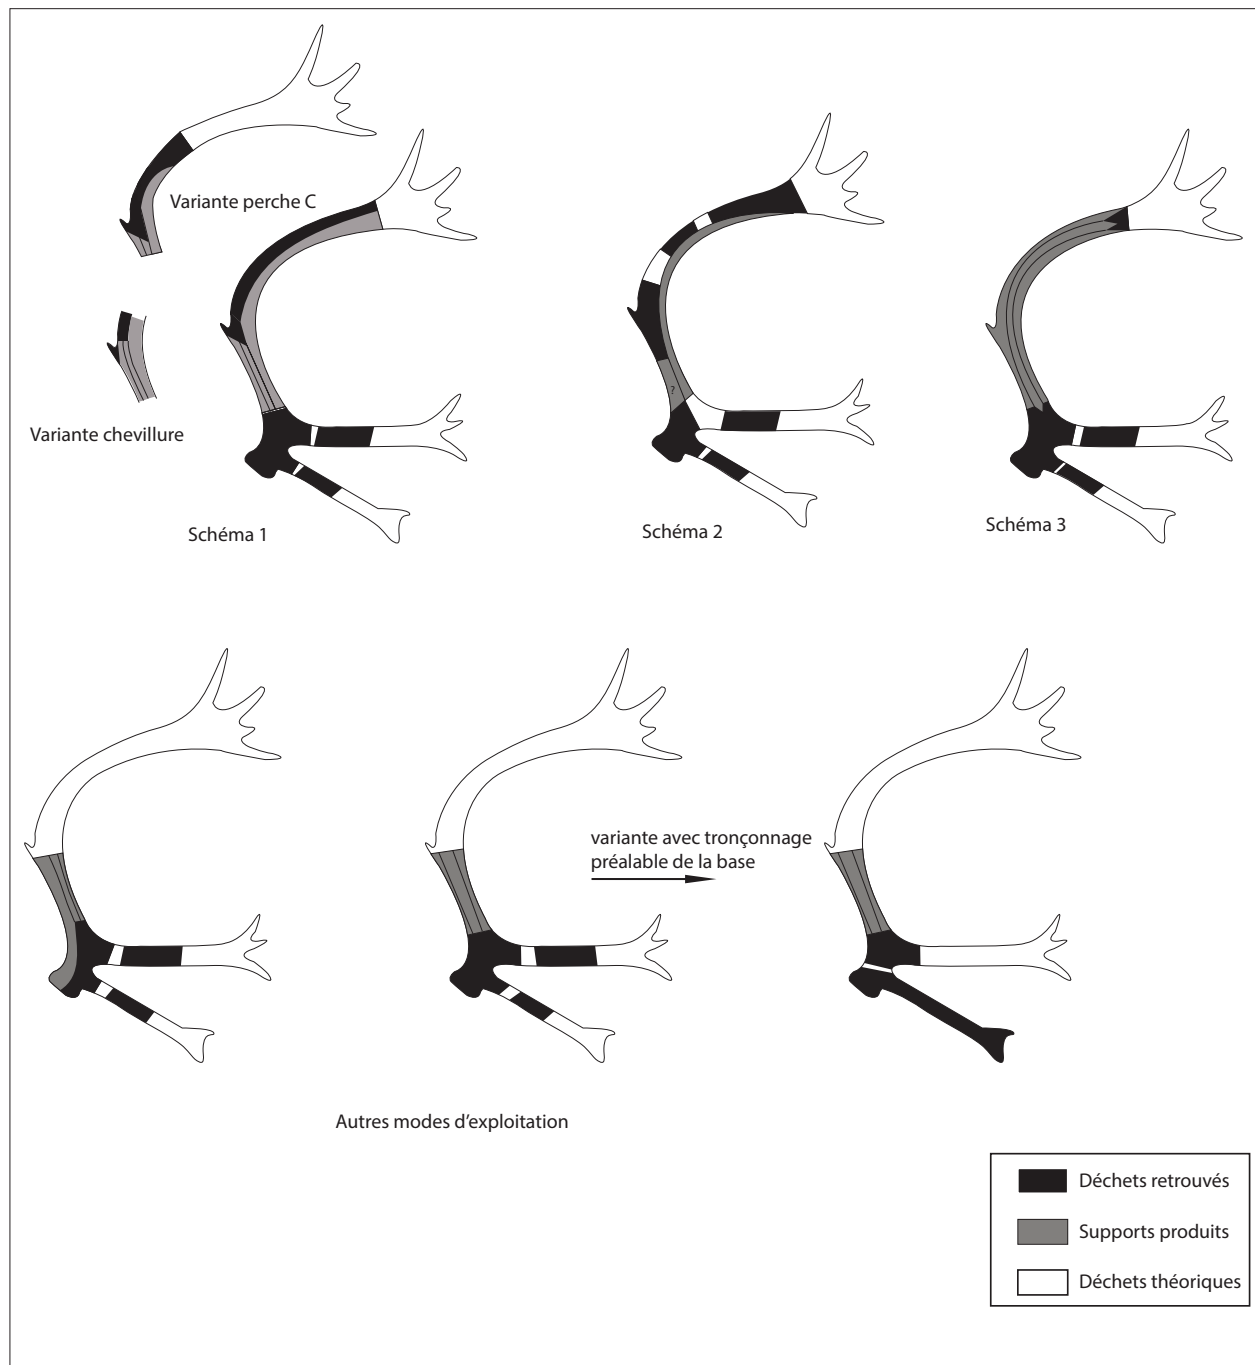 Variante perche C
Variante chevillure
Schéma 1
?
Schéma 2
Schéma 3
variante avec tronçonnage
préalable de la base
Autres modes d'exploitation
Déchets retrouvés
Supports produits
Déchets théoriques